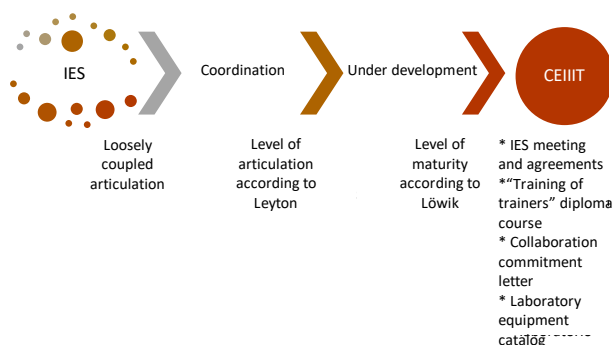 IES
Coordination
Under development
CEIIIT
Loosely
coupled
articulation
Level of
articulation
according to
Leyton
Level of
maturity
according to
Löwik
* IES meeting
and agreements
*“Training of
trainers” diploma
course
* Collaboration
commitment
letter
* Laboratory
equipment
catalog